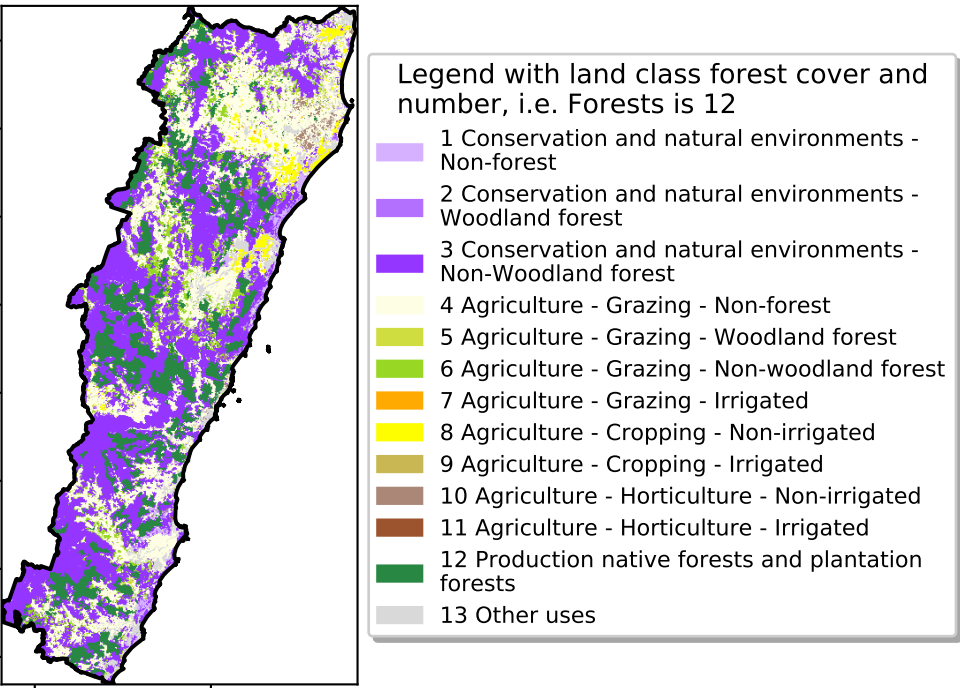 Legend with land class forest cover and
number, i.e. Forests is 12
1 Conservation and natural environments -
Non-forest
2 Conservation and natural environments -
Woodland forest
3 Conservation and natural environments -
Non-Woodland forest
4 Agriculture - Grazing - Non-forest
5 Agriculture - Grazing - Woodland forest
6 Agriculture - Grazing - Non-woodland forest
7 Agriculture - Grazing - Irrigated
8 Agriculture - Cropping - Non-irrigated
9 Agriculture - Cropping - Irrigated
10 Agriculture - Horticulture - Non-irrigated
11 Agriculture - Horticulture - Irrigated
12 Production native forests and plantation
forests
13 Other uses